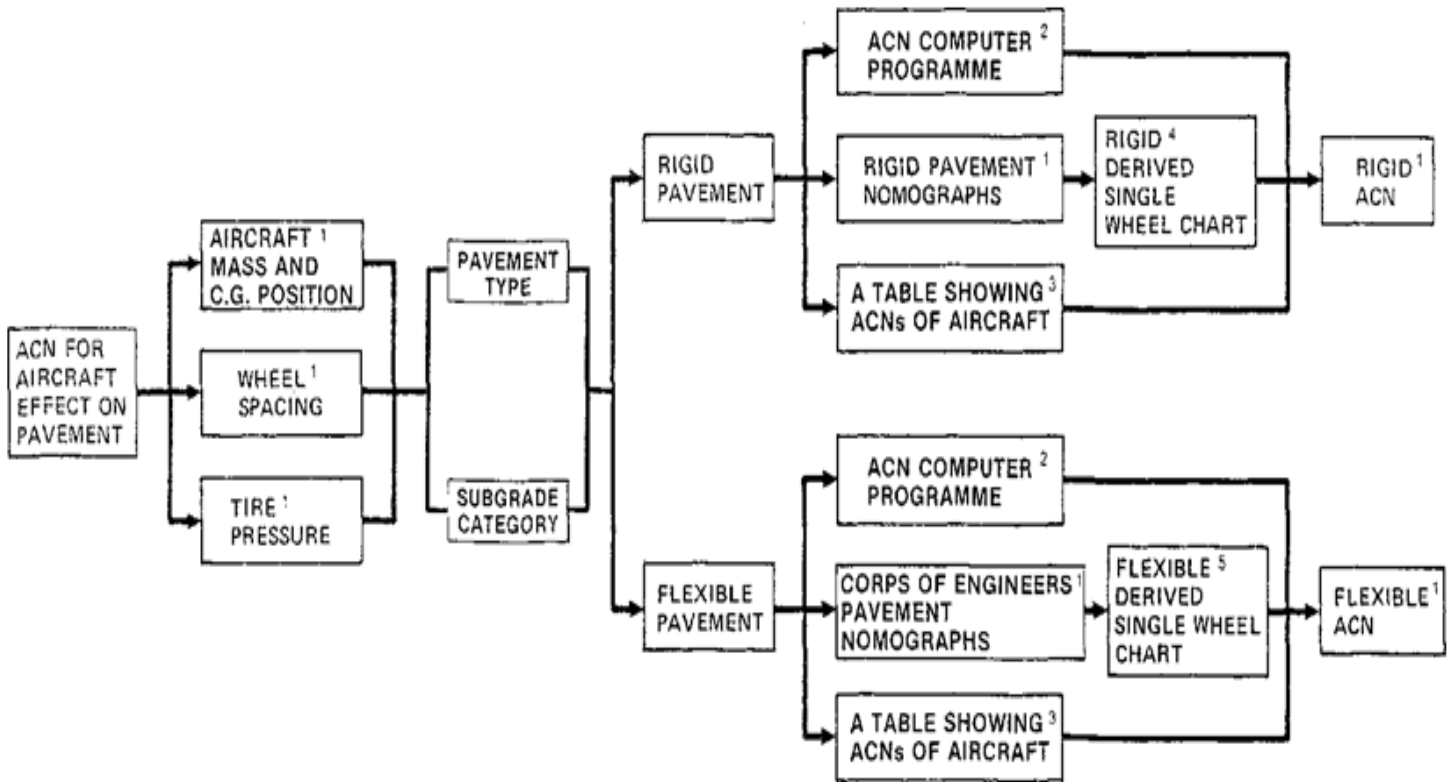 ACN FOR
AIRCRAFT
EFFECT ON
PAVEMENT
AIRCRAFT 1
MASS AND
C.G. POSITION
WHEEL 1
SPACING
TIRE 1
PRESSURE
PAVEMENT
TYPE
SUBGRADE
CATEGORY
RIGID
PAVEMENT
ACN COMPUTER 2
PROGRAMME
RIGID PAVEMENT 1
NOMOGRAPHS
A TABLE SHOWING 3
ACNs OF AIRCRAFT
RIGID 4
DERIVED
SINGLE
WHEEL CHART
RIGID 1
ACN
FLEXIBLE
PAVEMENT
ACN COMPUTER 2
PROGRAMME
CORPS OF ENGINEERS 1
PAVEMENT
NOMOGRAPHS
A TABLE SHOWING 3
ACNs OF AIRCRAFT
FLEXIBLE 5
DERIVED
SINGLE WHEEL
CHART
FLEXIBLE 1
ACN